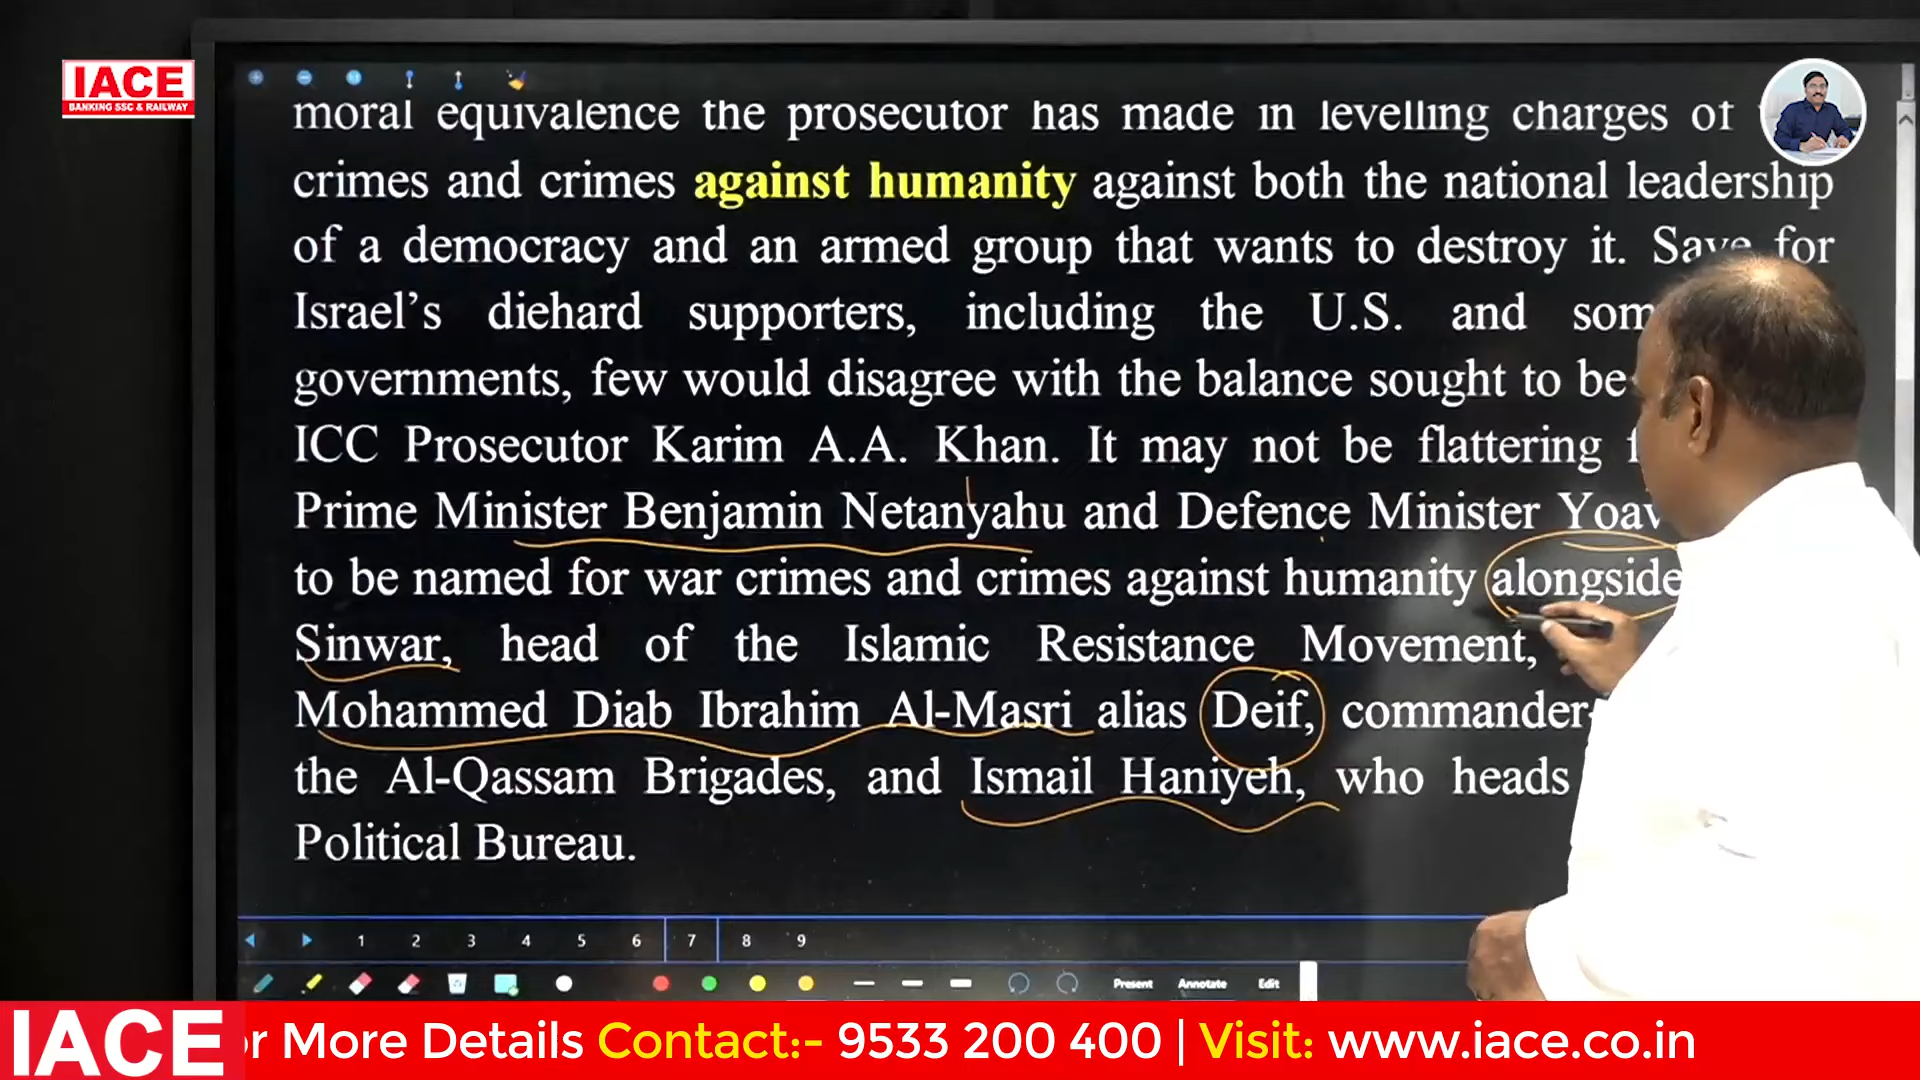 IACE
BANKING SSC & RAILWAY
moral equivalence the prosecutor has made in levelling charges of
crimes and crimes against humanity against both the national leadership
of a democracy and an armed group that wants to destroy it. Save for
Israel's diehard supporters, including the U.S. and
governments, few would disagree with the balance sought to be
ICC Prosecutor Karim A.A. Khan. It may not be flattering
Prime Minister Benjamin Netanyahu and Defence Minister Yoav
to be named for war crimes and crimes against humanity alongside
Sinwar, head of the Islamic Resistance Movement,
Mohammed Diab Ibrahim Al-Masri alias Deif, commander-
the Al-Qassam Brigades, and Ismail Haniyeh, who heads
Political Bureau.
1 2 3 4 5 6 7 8 9
Present Annotate Edit
IACE or More Details Contact:- 9533 200 400 | Visit: www.iace.co.in